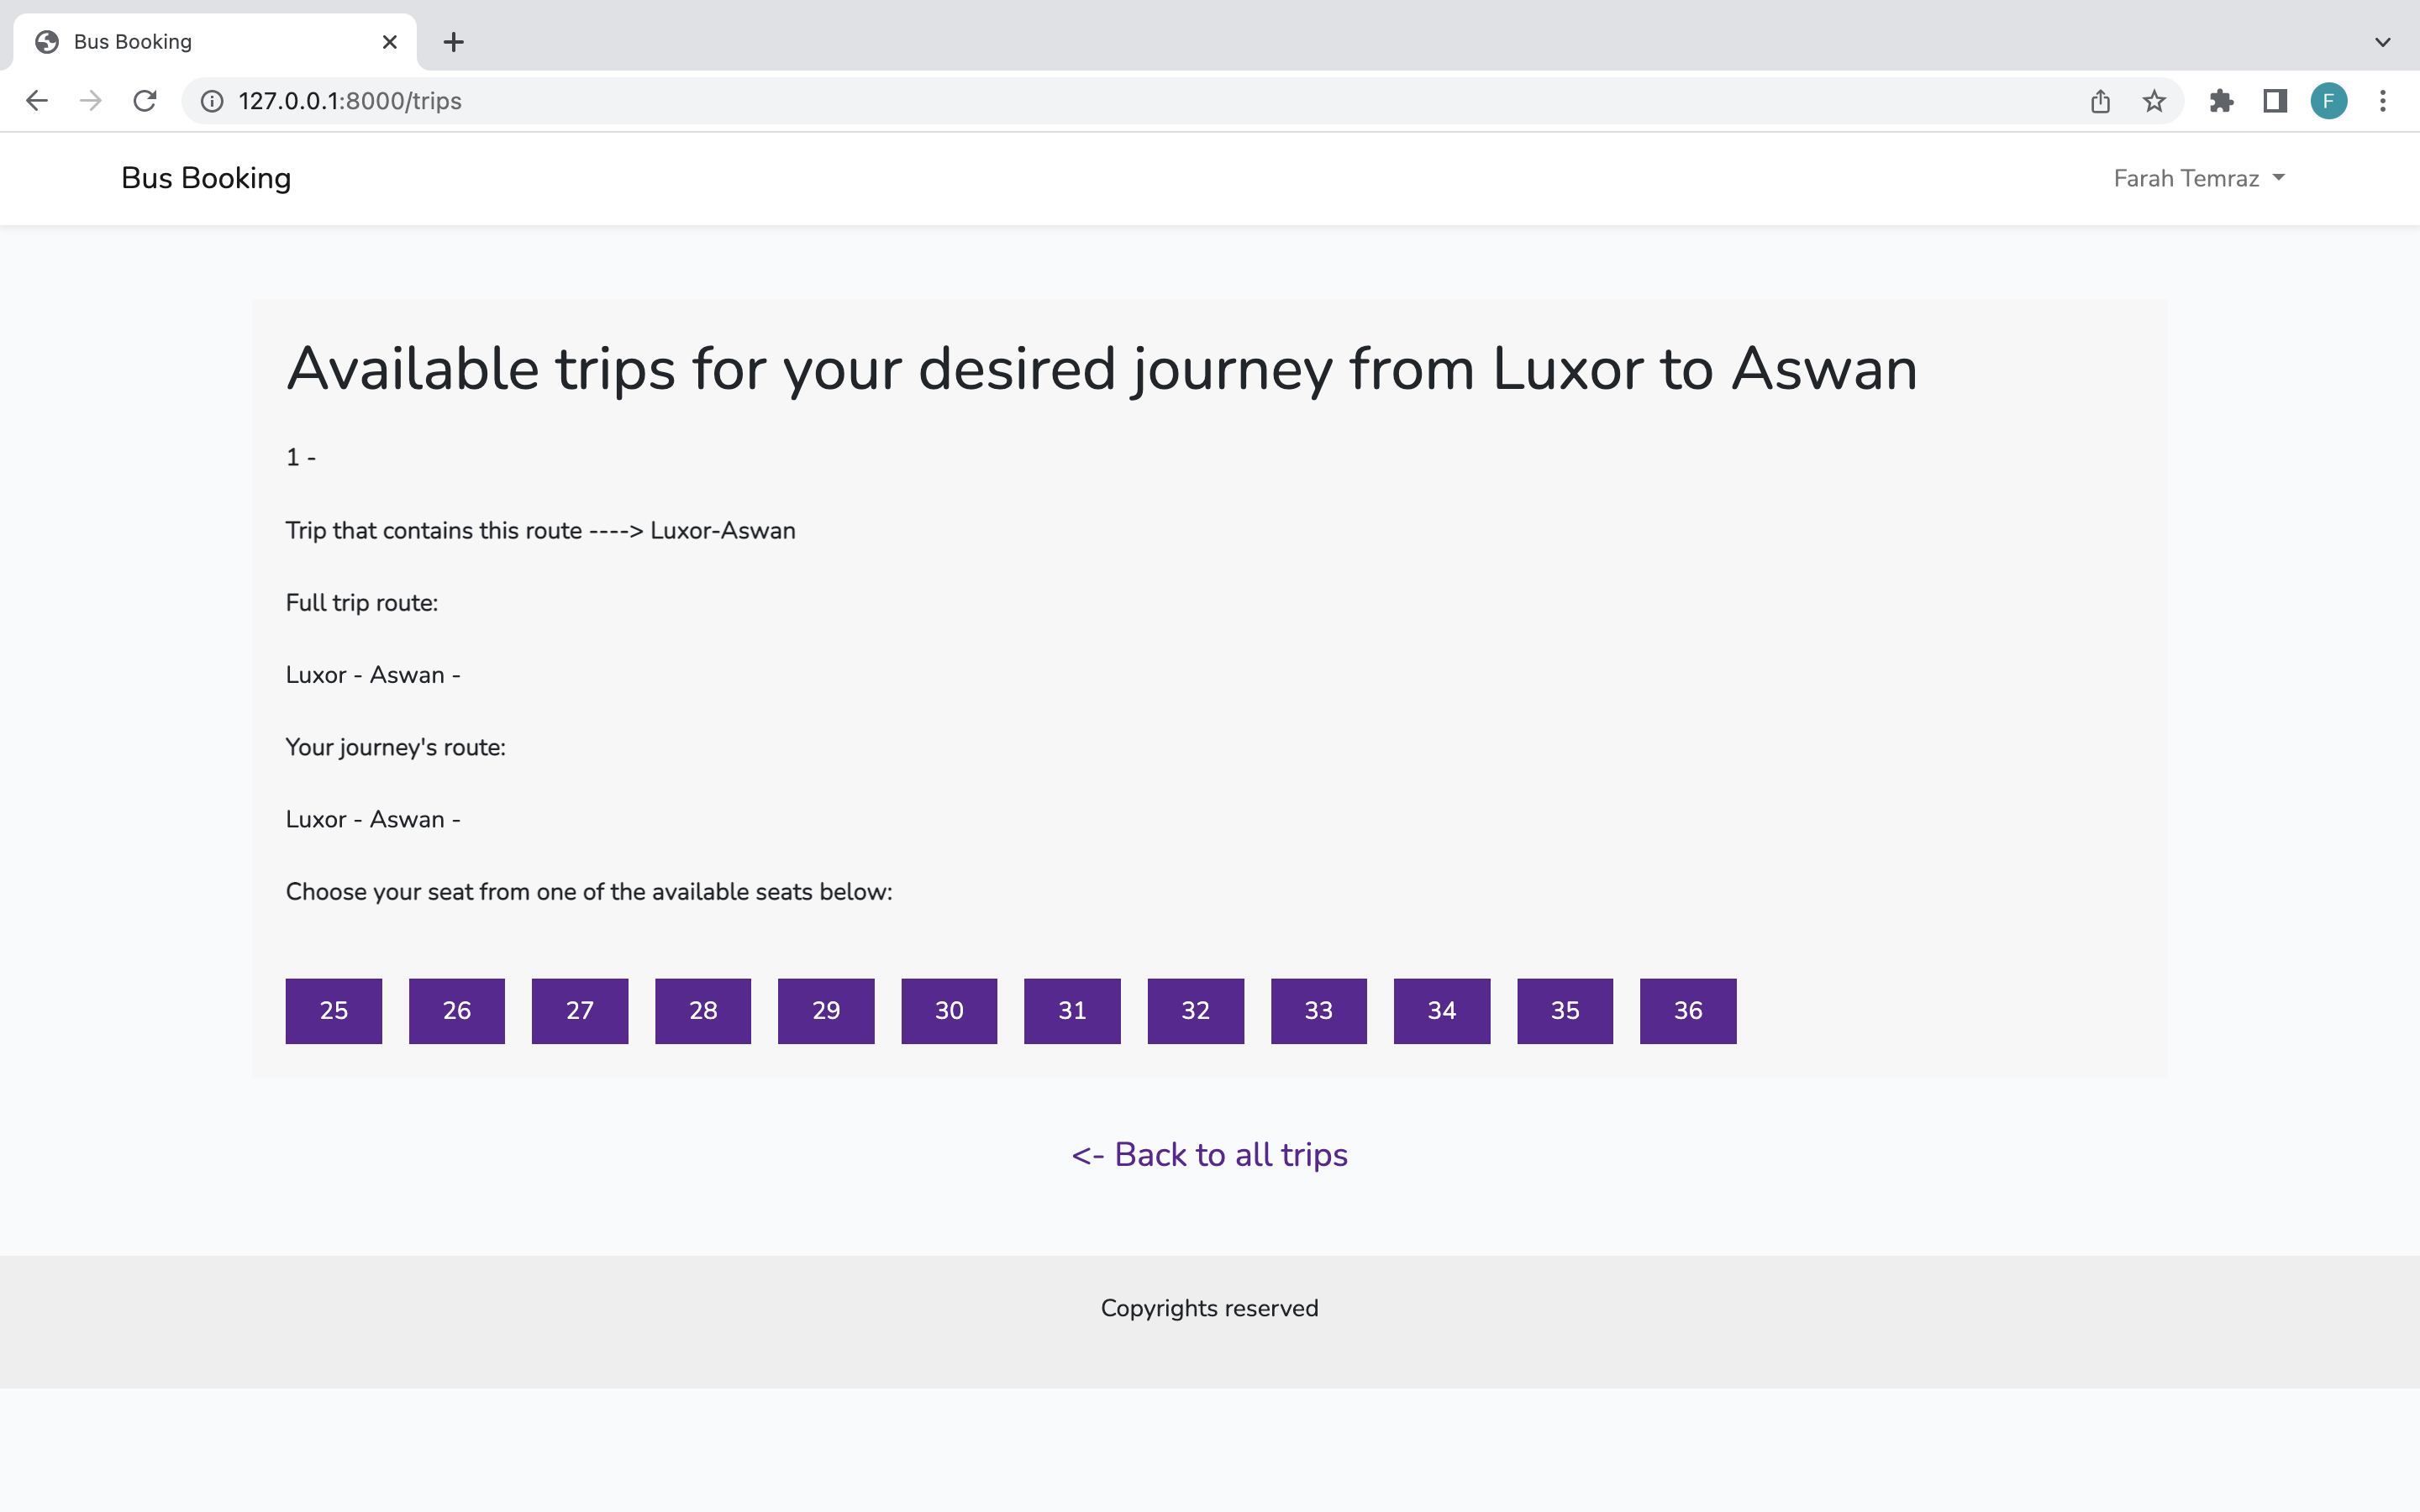 Bus Booking
127.0.0.1:8000/trips
F
Bus Booking
Farah Temraz
Available trips for your desired journey from Luxor to Aswan
1 -
Trip that contains this route ----> Luxor-Aswan
Full trip route:
Luxor - Aswan -
Your journey's route:
Luxor - Aswan -
Choose your seat from one of the available seats below:
25 26 27 28 29 30 31 32 33 34 35 36
<- Back to all trips
Copyrights reserved